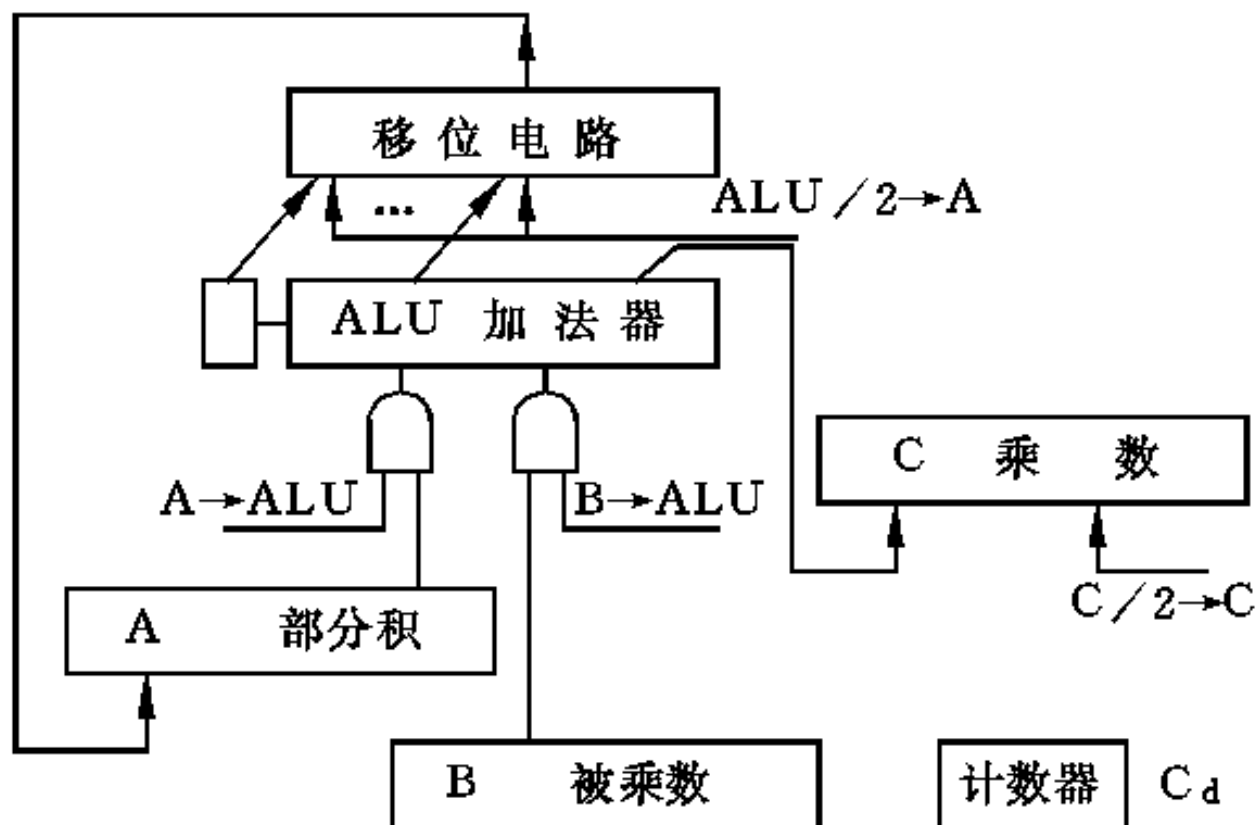 移位电路
...
ALU／2→A
ALU 加法器
C 乘 数
A→ALU
B→ALU
C／2→C
A 部分积
B 被乘数
计数器 Cd